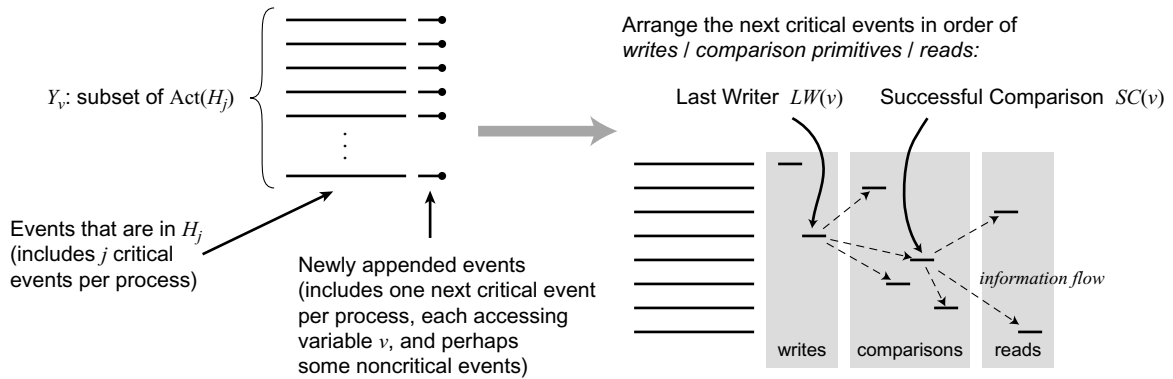 Y_v: subset of Act(H_j)
Events that are in H_j
(includes j critical
events per process)
Newly appended events
(includes one next critical event
per process, each accessing
variable v, and perhaps
some noncritical events)
Arrange the next critical events in order of
writes / comparison primitives / reads:
Last Writer LW(v)
Successful Comparison SC(v)
information flow
writes
comparisons
reads